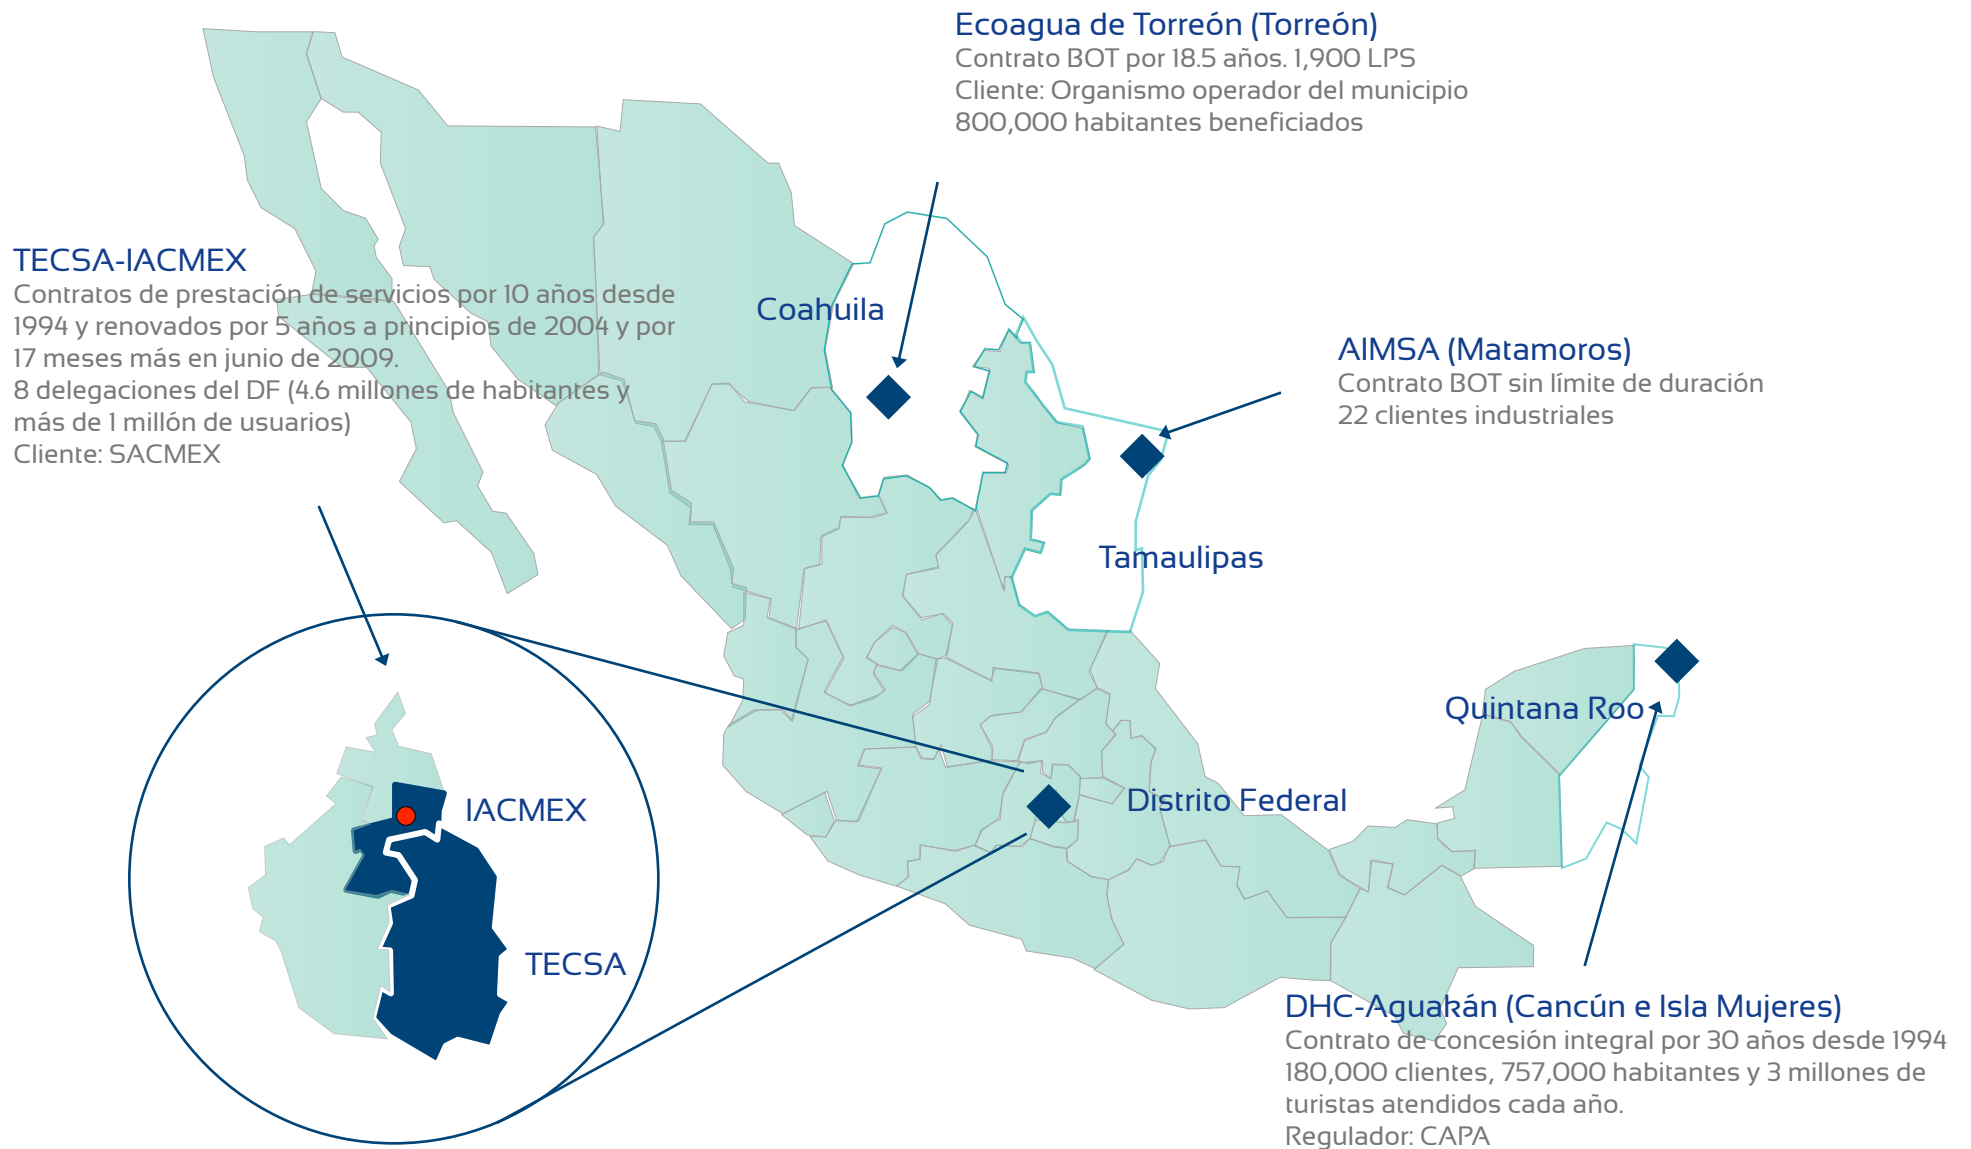 Ecoagua de Torreón (Torreón)
Contrato BOT por 18.5 años. 1,900 LPS
Cliente: Organismo operador del municipio
800,000 habitantes beneficiados
TECSA-IACMEX
Contratos de prestación de servicios por 10 años desde
1994 y renovados por 5 años a principios de 2004 y por
17 meses más en junio de 2009.
8 delegaciones del DF (4.6 millones de habitantes y
más de 1 millón de usuarios)
Cliente: SACMEX
Coahuila
AIMSA (Matamoros)
Contrato BOT sin límite de duración
22 clientes industriales
Tamaulipas
Quintana Roo
Distrito Federal
IACMEX
TECSA
DHC-Aguakán (Cancún e Isla Mujeres)
Contrato de concesión integral por 30 años desde 1994
180,000 clientes, 757,000 habitantes y 3 millones de
turistas atendidos cada año.
Regulador: CAPA